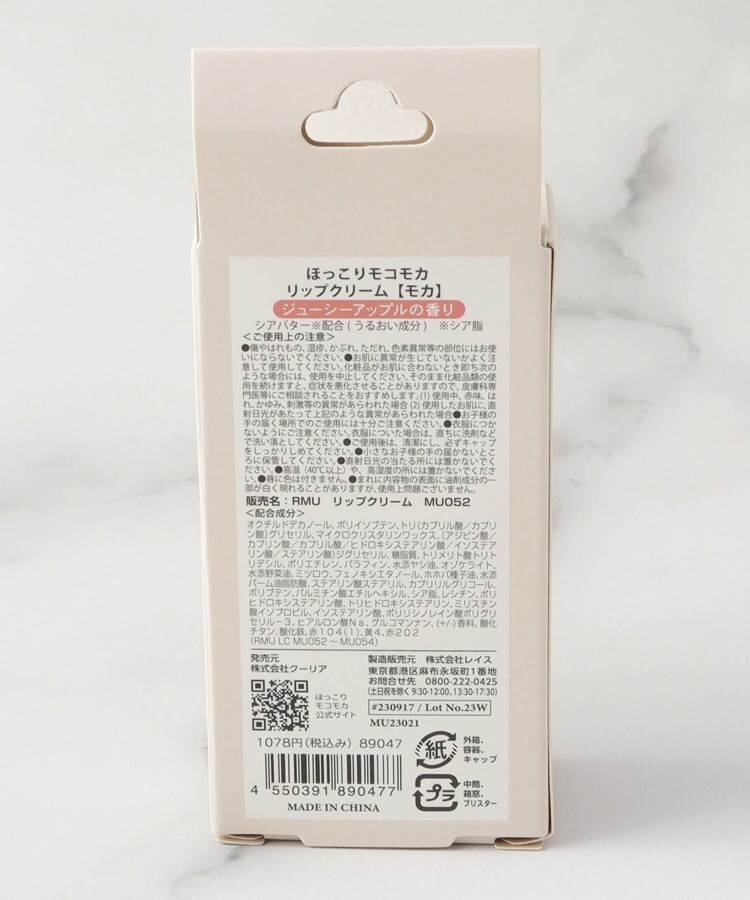 ほっこりモコモカ
リップクリーム【モカ】
ジューシーアップルの香り
シアバター※配合(うるおい成分) ※シア脂
＜ご使用上の注意＞
●傷やはれもの、湿疹、かぶれ、ただれ、色素異常等の部位にはお使
いにならないでください。●お肌に異常が生じていないかよく注
意して使用してください。化粧品がお肌に合わないとき即ち次の
ような場合には、使用を中止してください。そのまま化粧品類の使
用を続けますと、症状を悪化させることがありますので、皮膚科専
門医等にご相談されることをおすすめします。(1)使用中、赤味、は
れ、かゆみ、刺激等の異常があらわれた場合(2)使用したお肌に、直
射日光があたって上記のような異常があらわれた場合●お子様の
手の届く場所でのご使用には十分ご注意ください。●衣服につか
ないようにご注意ください。衣服についた場合は、直ちに洗剤などで
洗い落としてください。●ご使用後は、清潔にし、必ずキャップ
をしっかりしめてください。●小さなお子様の手の届かないところ
に保管してください。●直射日光の当たる所には置かないでくだ
さい。●高温(40℃以上)や、高湿度の所には置かないでください。
●唇に色は付きません。●まれに内容物の表面に油剤成分の一
部が白く現れることがありますが、使用上問題ございません。
販売名：RMU リップクリーム MU052
＜配合成分＞
オクチルドデカノール、ポリイソブテン、トリ(カプリル酸/カプリ
ン酸)グリセリル、マイクロクリスタリンワックス、(アジピン酸/
カプリン酸/カプリル酸/ヒドロキシステアリン酸/イソステア
リン酸/ステアリン酸)ジグリセリル、糖脂質、トリメリト酸トリト
リデシル、ポリエチレン、パラフィン、水添ヤシ油、オゾケライト、
水添野菜油、ミツロウ、フェノキシエタノール、ホホバ種子油、水添
パーム油脂肪酸、ステアリン酸ステアリル、カプリリルグリコール、
ポリブテン、パルミチン酸エチルヘキシル、シア脂、レシチン、ポリ
ヒドロキシステアリン酸、トリヒドロキシステアリン、ミリスチン
酸イソプロピル、イソステアリン酸、ポリリシノレイン酸ポリグリ
セリル－3、ヒアルロン酸Na、グルコマンナン、(+/-)香料、酸化
チタン、酸化鉄、赤104(1)、黄4、赤202
(RMU LC MU052～MU054)
発売元
株式会社クーリア
製造販売元 株式会社レイス
東京都港区麻布永坂町1番地
お問合せ先 0800-222-0425
(土日祝を除く9:30-12:00、13:30-17:30)
ほっこり
モコモカ
公式サイト
#230917 / Lot No.23W
MU23021
1078円(税込み) 89047
4 550391 890477
MADE IN CHINA
紙
外箱、
容器、
キャップ
プラ
中筒、
箱窓、
ブリスター